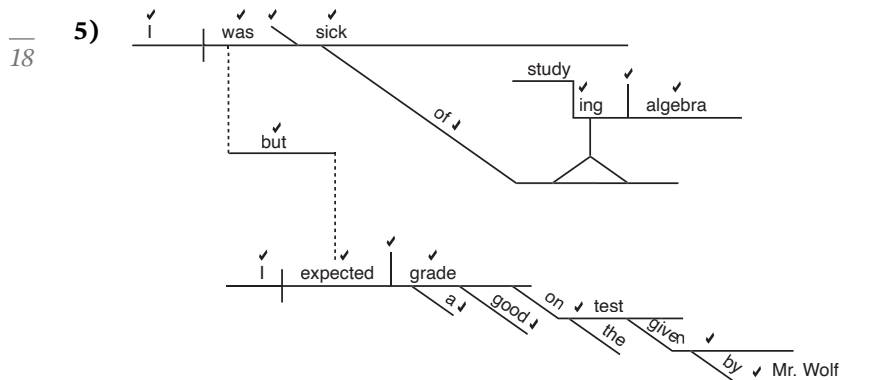 5)
18
I was sick
study
ing algebra
of
but
I expected grade
a good on test
the given
by Mr. Wolf